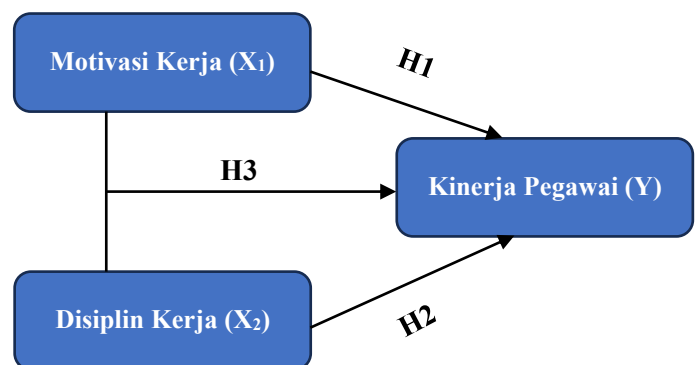 Motivasi Kerja (X₁)
H1
H3
Kinerja Pegawai (Y)
Disiplin Kerja (X₂)
H2